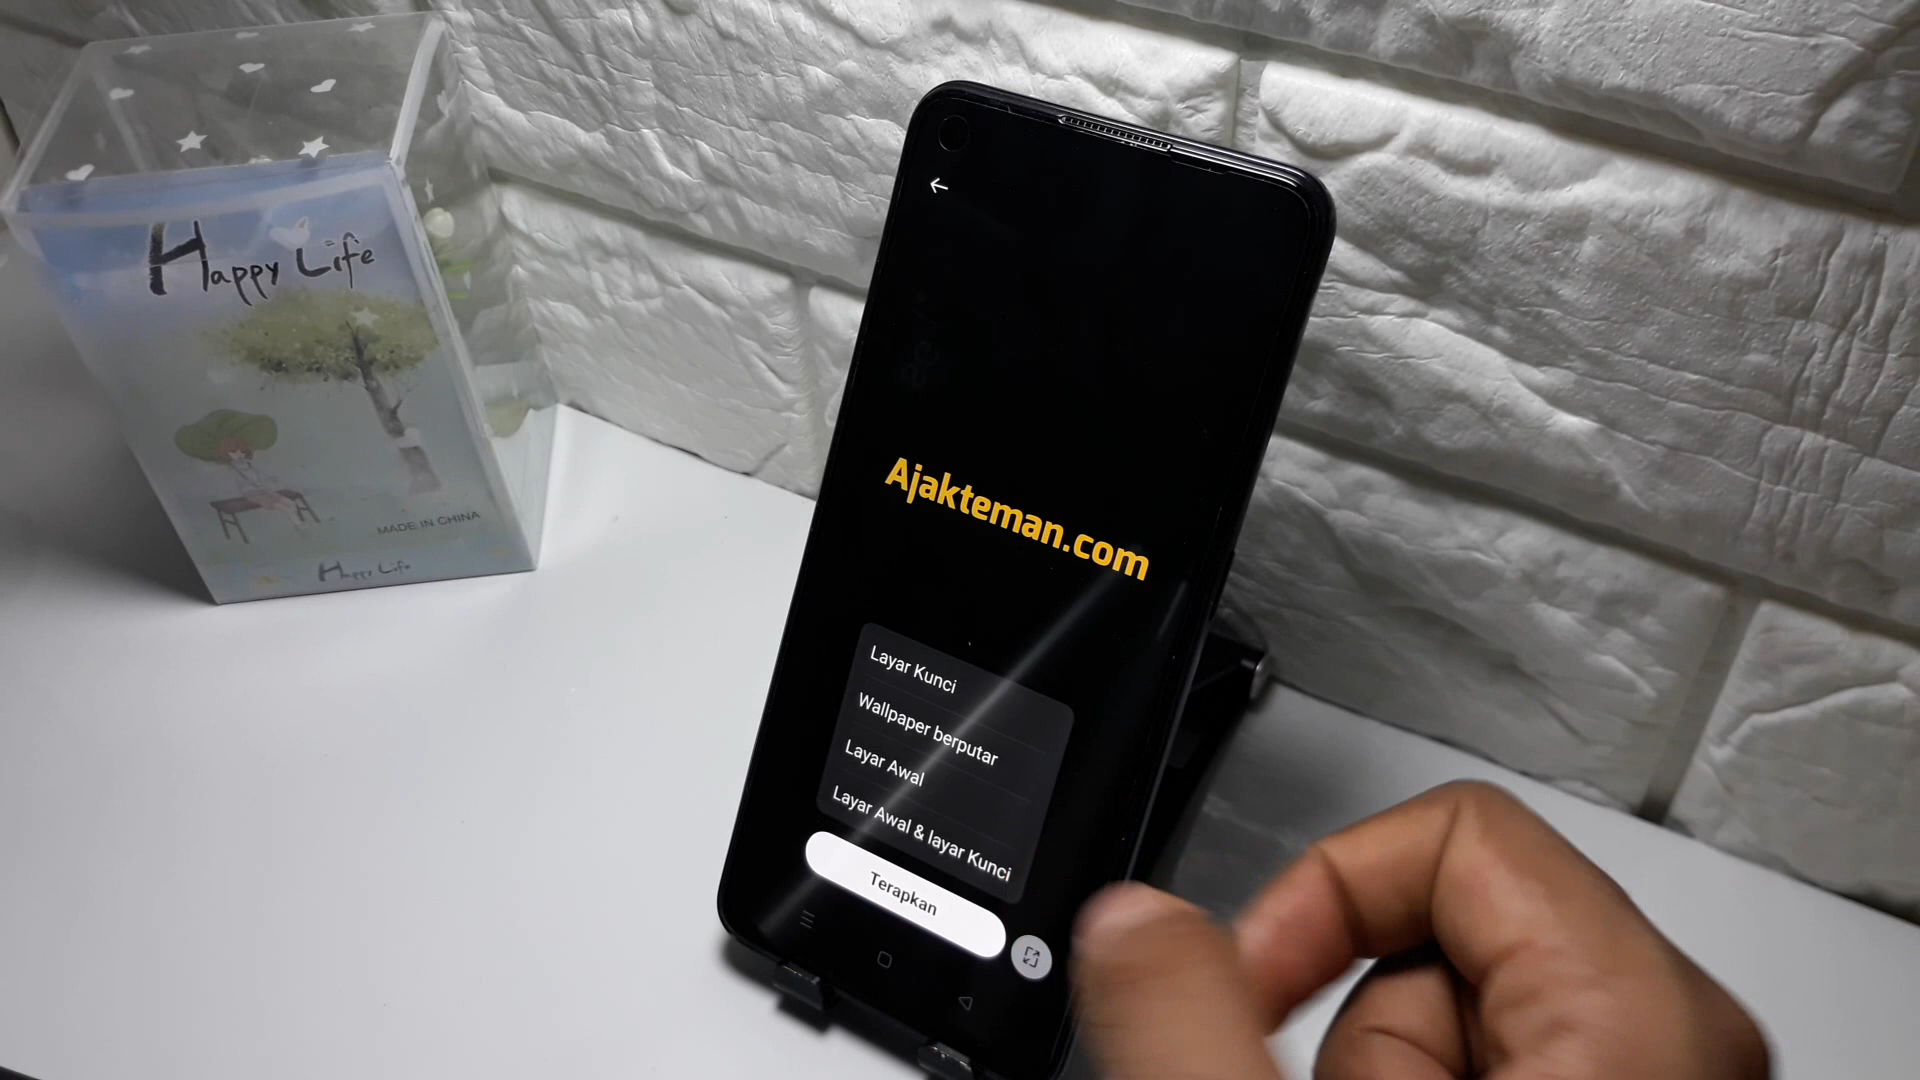 Happy Life
MADE IN CHINA
Happy Life
Ajakteman.com
Layar Kunci
Wallpaper berputar
Layar Awal
Layar Awal & layar Kunci
Terapkan